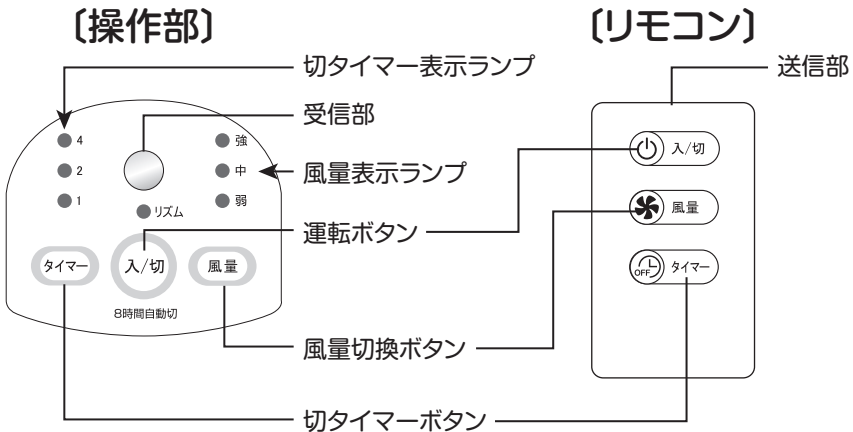 〔操作部〕
〔リモコン〕
切タイマー表示ランプ
送信部
受信部
4
強
入/切
2
中
風量表示ランプ
1
弱
リズム
風量
運転ボタン
タイマー
入/切
風量
OFF
タイマー
8時間自動切
風量切換ボタン
切タイマーボタン